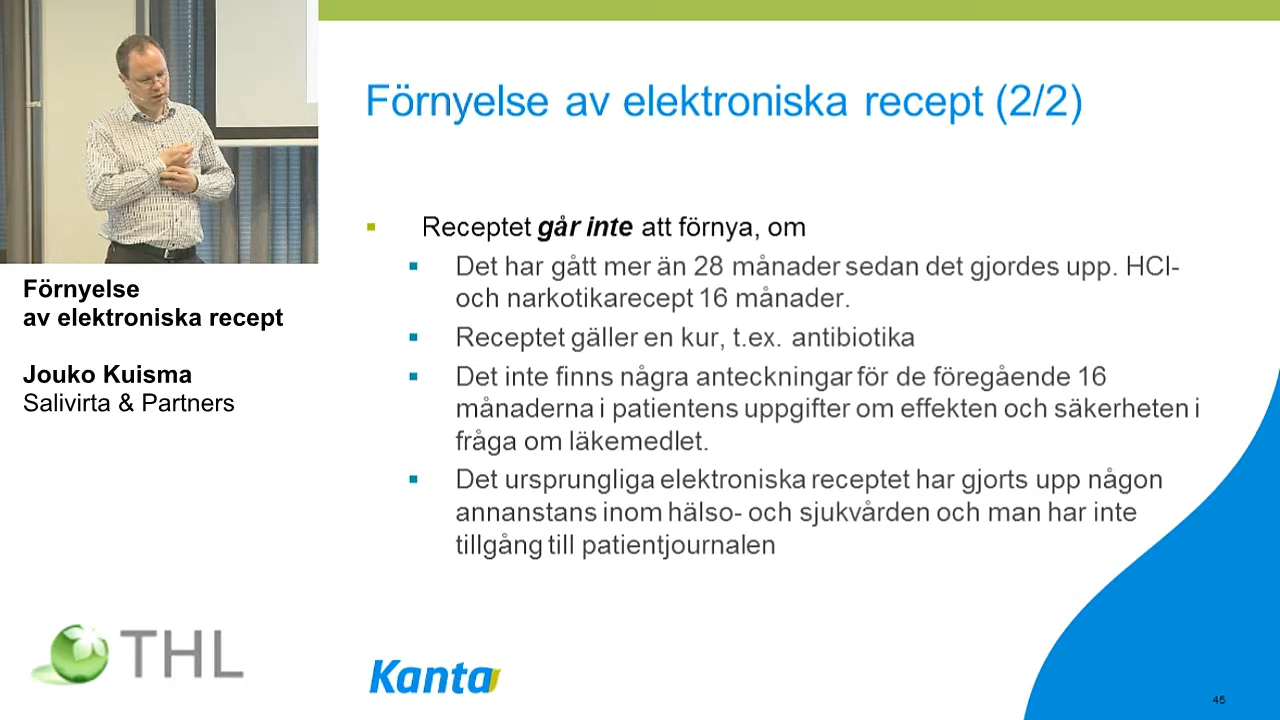 Förnyelse av elektroniska recept (2/2)
Receptet går inte att förnya, om
Det har gått mer än 28 månader sedan det gjordes upp. HCI-
och narkotikarecept 16 månader.
Receptet gäller en kur, t.ex. antibiotika
Det inte finns några anteckningar för de föregående 16
månaderna i patientens uppgifter om effekten och säkerheten i
fråga om läkemedlet.
Det ursprungliga elektroniska receptet har gjorts upp någon
annanstans inom hälso- och sjukvården och man har inte
tillgång till patientjournalen
Förnyelse
av elektroniska recept
Jouko Kuisma
Salivirta & Partners
THL
Kanta
45